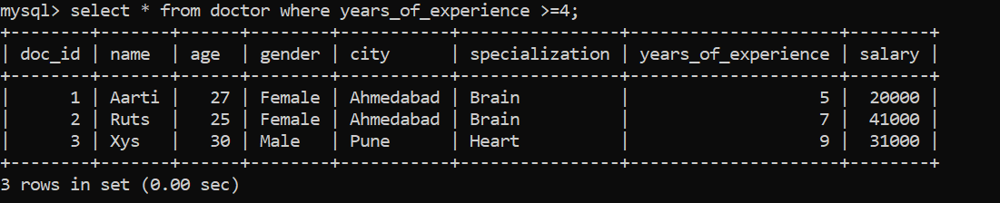 mysql> select * from doctor where years_of_experience >=4;
+--------+-------+------+--------+-----------+----------------+---------------------+--------+
| doc_id | name  | age  | gender | city      | specialization | years_of_experience | salary |
+--------+-------+------+--------+-----------+----------------+---------------------+--------+
|      1 | Aarti |   27 | Female | Ahmedabad | Brain          |                   5 |  20000 |
|      2 | Ruts  |   25 | Female | Ahmedabad | Brain          |                   7 |  41000 |
|      3 | Xys   |   30 | Male   | Pune      | Heart          |                   9 |  31000 |
+--------+-------+------+--------+-----------+----------------+---------------------+--------+
3 rows in set (0.00 sec)